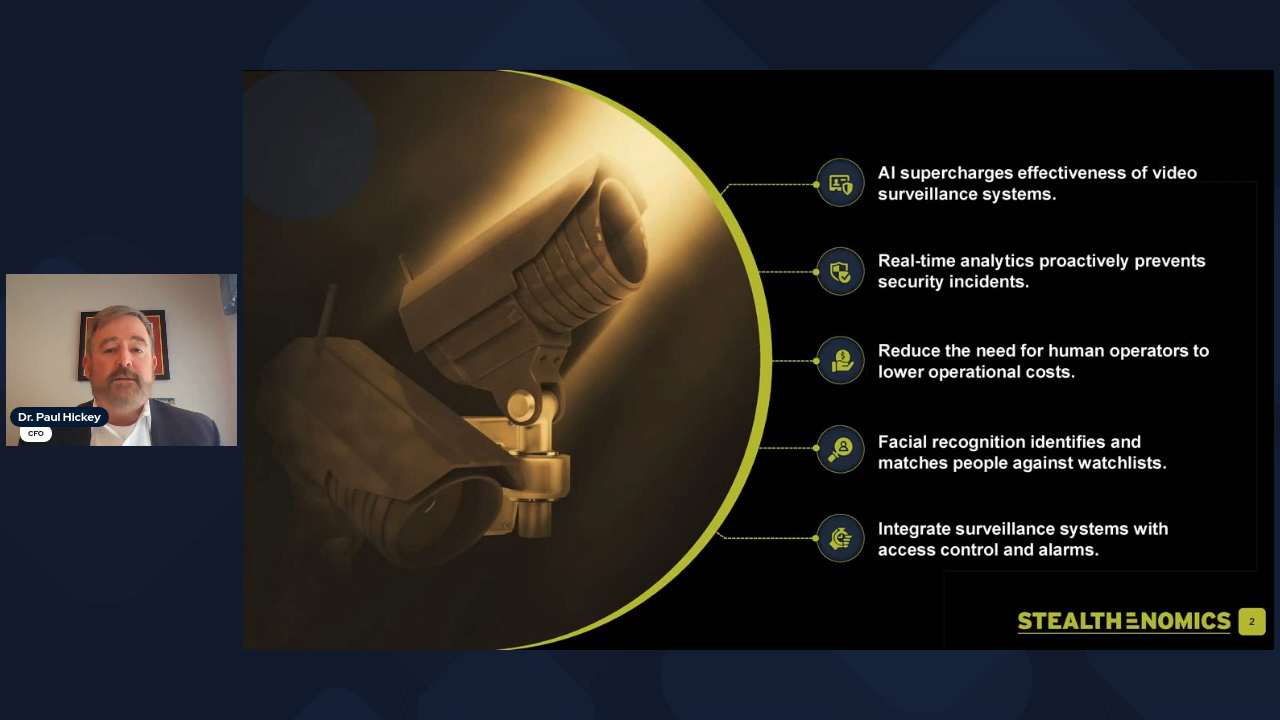 AI supercharges effectiveness of video
surveillance systems.
Real-time analytics proactively prevents
security incidents.
Reduce the need for human operators to
lower operational costs.
Facial recognition identifies and
matches people against watchlists.
Integrate surveillance systems with
access control and alarms.
STEALTHENOMICS
2
Dr. Paul Hickey
CFO